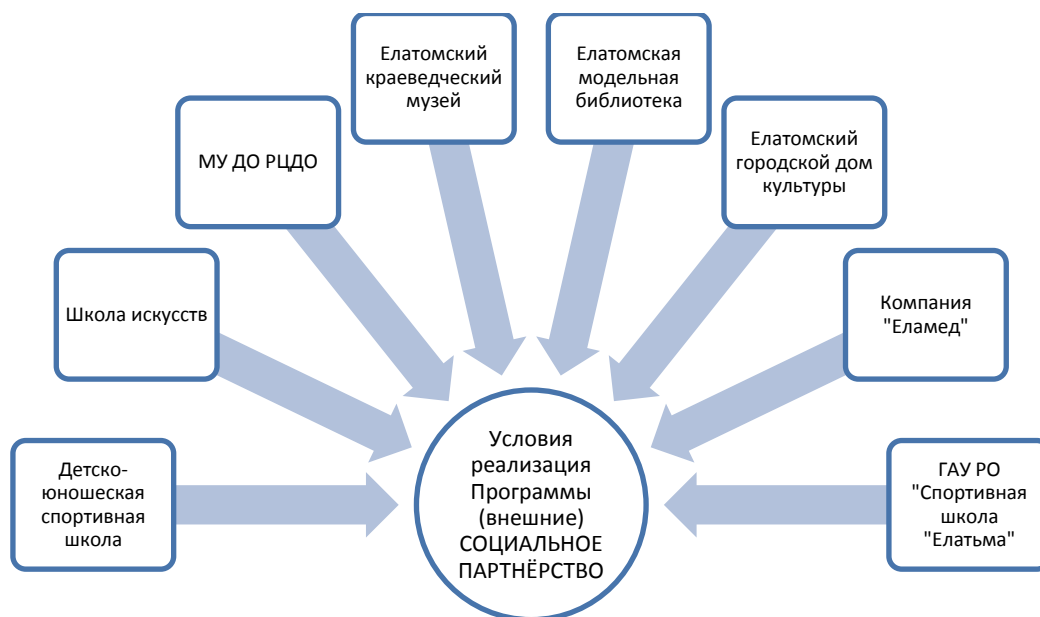 Елатомский
краеведческий
музей
Елатомская
модельная
библиотека
МУ ДО РЦДО
Елатомский
городской дом
культуры
Школа искусств
Компания
"Еламед"
Детско-
юношеская
спортивная
школа
Условия
реализация
Программы
(внешние)
СОЦИАЛЬНОЕ
ПАРТНЁРСТВО
ГАУ РО
"Спортивная
школа
"Елатьма"